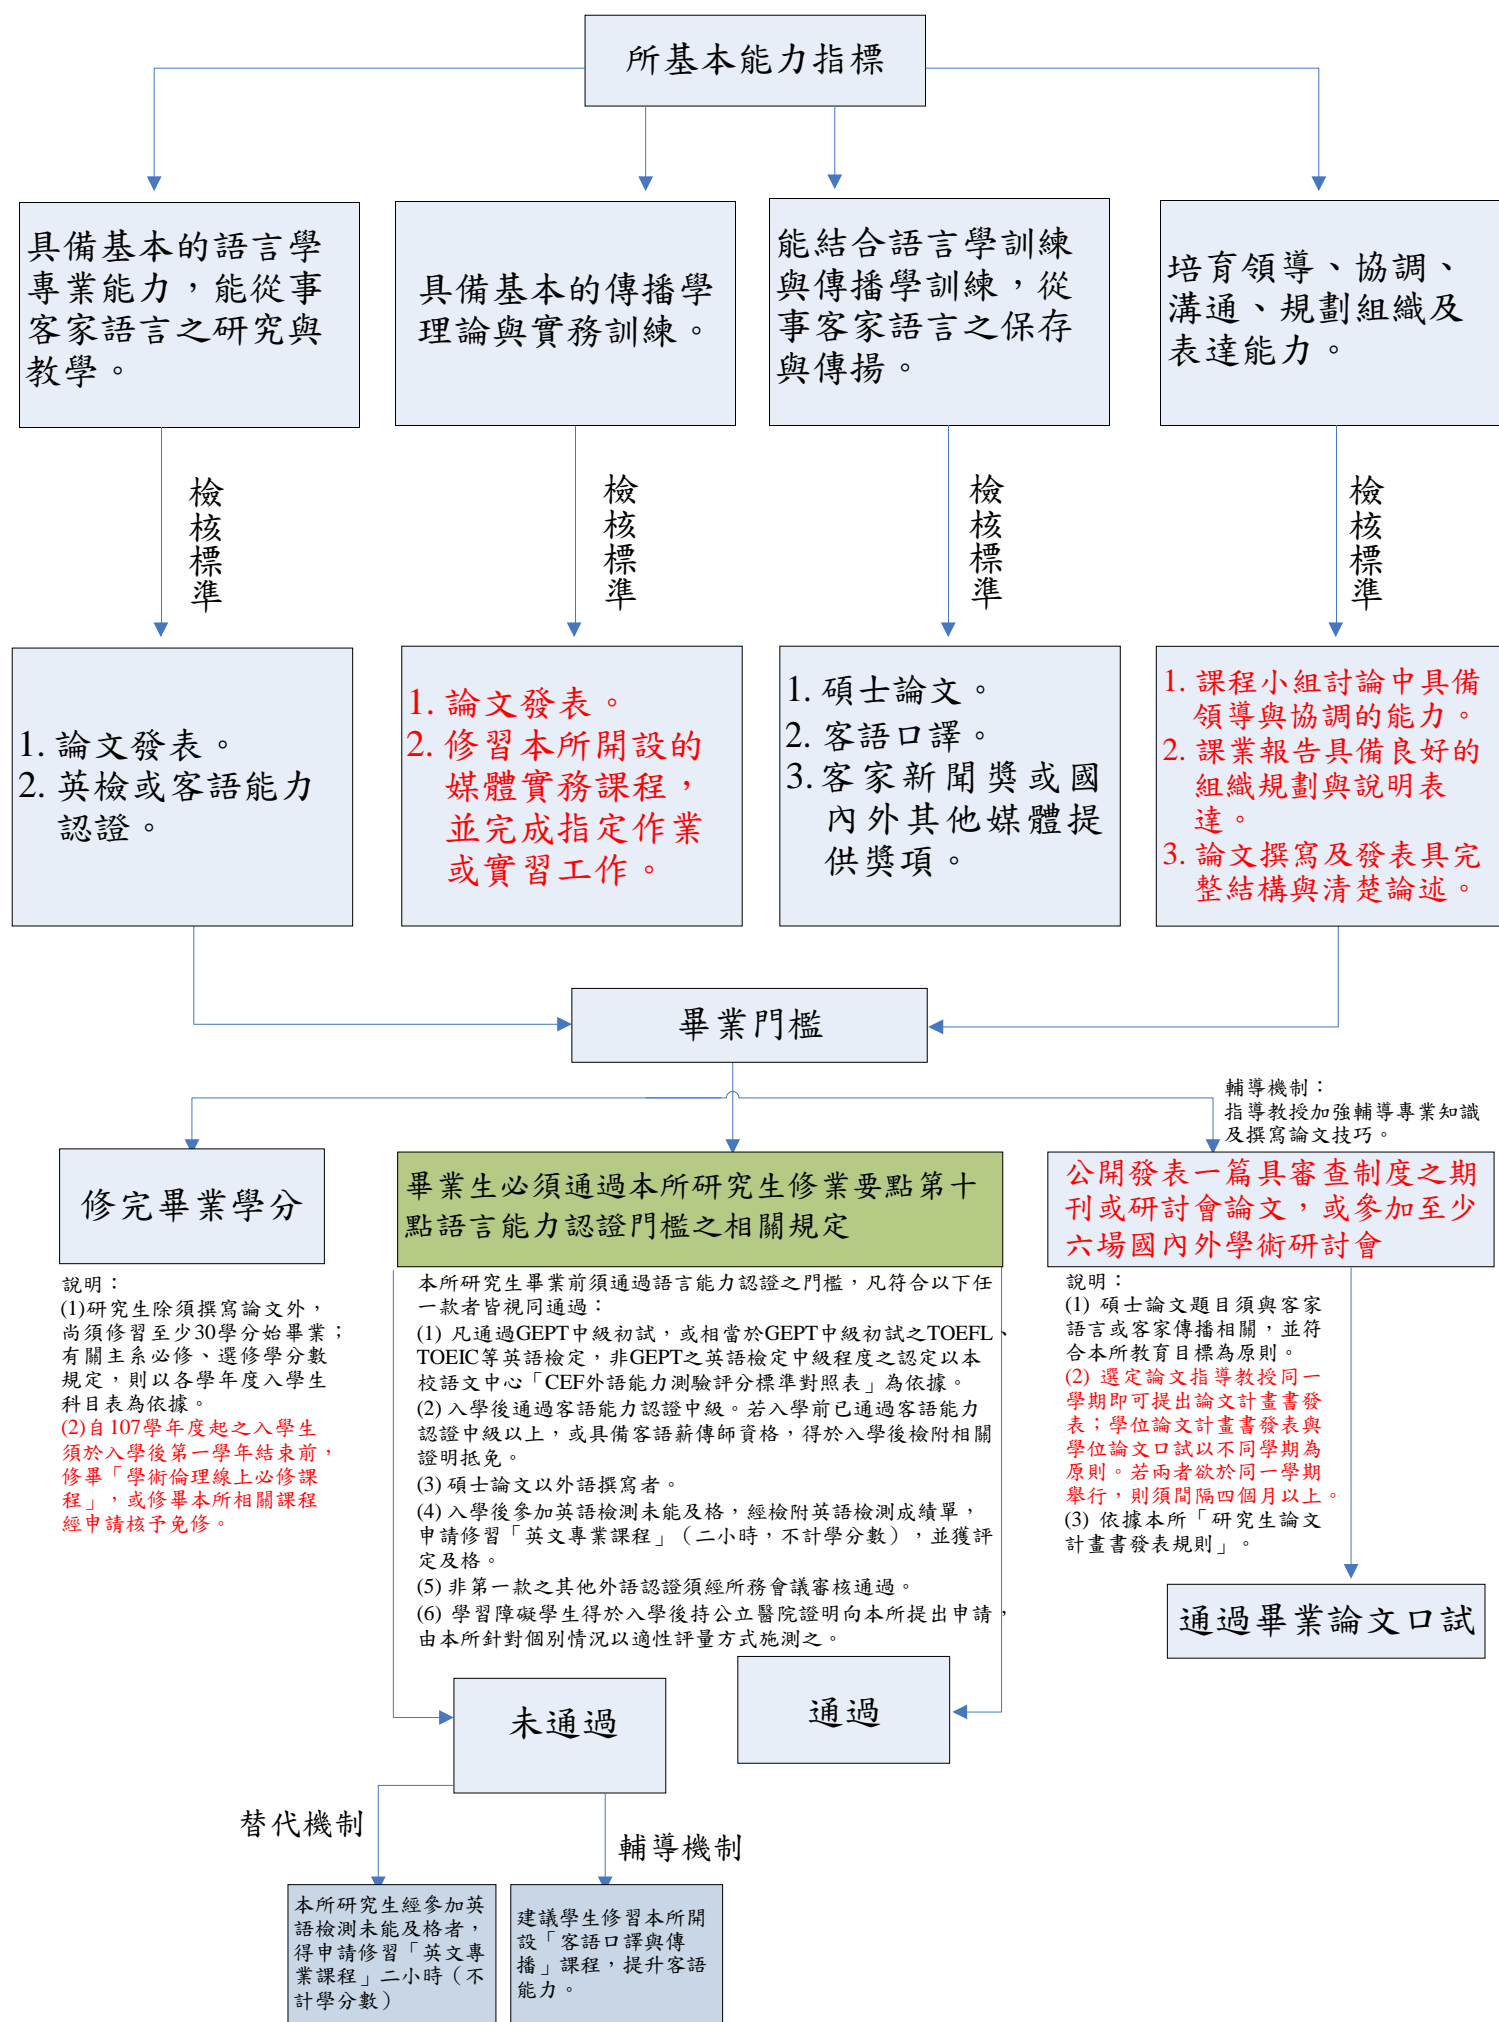 所基本能力指標
具備基本的語言學
專業能力，能從事
客家語言之研究與
教學。
具備基本的傳播學
理論與實務訓練。
能結合語言學訓練
與傳播學訓練，從
事客家語言之保存
與傳揚。
培育領導、協調、
溝通、規劃組織及
表達能力。
檢核標準
檢核標準
檢核標準
檢核標準
1. 論文發表。
2. 英檢或客語能力
認證。
1. 論文發表。
2. 修習本所開設的
媒體實務課程，
並完成指定作業
或實習工作。
1. 碩士論文。
2. 客語口譯。
3. 客家新聞獎或國
內外其他媒體提
供獎項。
1. 課程小組討論中具備
領導與協調的能力。
2. 課業報告具備良好的
組織規劃與說明表
達。
3. 論文撰寫及發表具完
整結構與清楚論述。
畢業門檻
輔導機制：
指導教授加強輔導專業知識
及撰寫論文技巧。
修完畢業學分
說明：
(1)研究生除須撰寫論文外，
尚須修習至少30學分始畢業；
有關主系必修、選修學分數
規定，則以各學年度入學生
科目表為依據。
(2)自107學年度起之入學生
須於入學後第一學年結束前，
修畢「學術倫理線上必修課
程」，或修畢本所相關課程
經申請核予免修。
畢業生必須通過本所研究生修業要點第十
點語言能力認證門檻之相關規定
本所研究生畢業前須通過語言能力認證之門檻，凡符合以下任
一款者皆視同通過：
(1) 凡通過GEPT中級初試，或相當於GEPT中級初試之TOEFL、
TOEIC等英語檢定，非GEPT之英語檢定中級程度之認定以本
校語文中心「CEF外語能力測驗評分標準對照表」為依據。
(2) 入學後通過客語能力認證中級。若入學前已通過客語能力
認證中級以上，或具備客語薪傳師資格，得於入學後檢附相關
證明抵免。
(3) 碩士論文以外語撰寫者。
(4) 入學後參加英語檢測未能及格，經檢附英語檢測成績單，
申請修習「英文專業課程」（二小時，不計學分數），並獲評
定及格。
(5) 非第一款之其他外語認證須經所務會議審核通過。
(6) 學習障礙學生得於入學後持公立醫院證明向本所提出申請，
由本所針對個別情況以適性評量方式施測之。
公開發表一篇具審查制度之期
刊或研討會論文，或參加至少
六場國內外學術研討會
說明：
(1) 碩士論文題目須與客家
語言或客家傳播相關，並符
合本所教育目標為原則。
(2) 選定論文指導教授同一
學期即可提出論文計畫書發
表；學位論文計畫書發表與
學位論文口試以不同學期為
原則。若兩者欲於同一學期
舉行，則須間隔四個月以上。
(3) 依據本所「研究生論文
計畫書發表規則」。
通過畢業論文口試
未通過
通過
替代機制
輔導機制
本所研究生經參加英
語檢測未能及格者，
得申請修習「英文專
業課程」二小時（不
計學分數）
建議學生修習本所開
設「客語口譯與傳
播」課程，提升客語
能力。